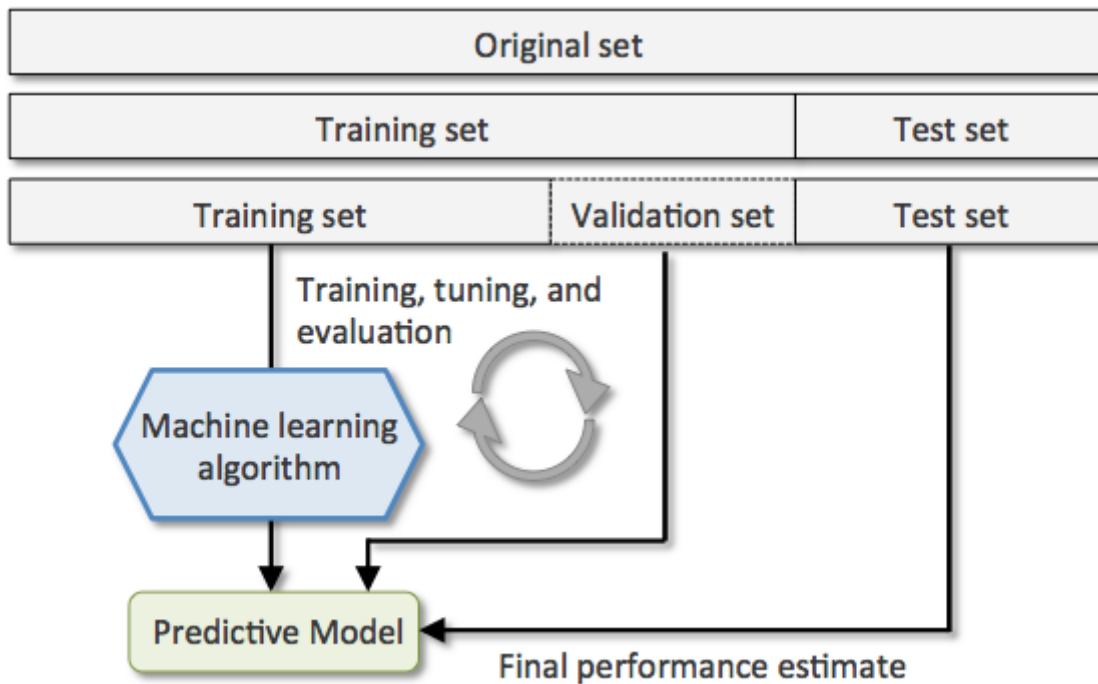 Original set
Training set
Test set
Training set
Validation set
Test set
Training, tuning, and
evaluation
Machine learning
algorithm
Predictive Model
Final performance estimate